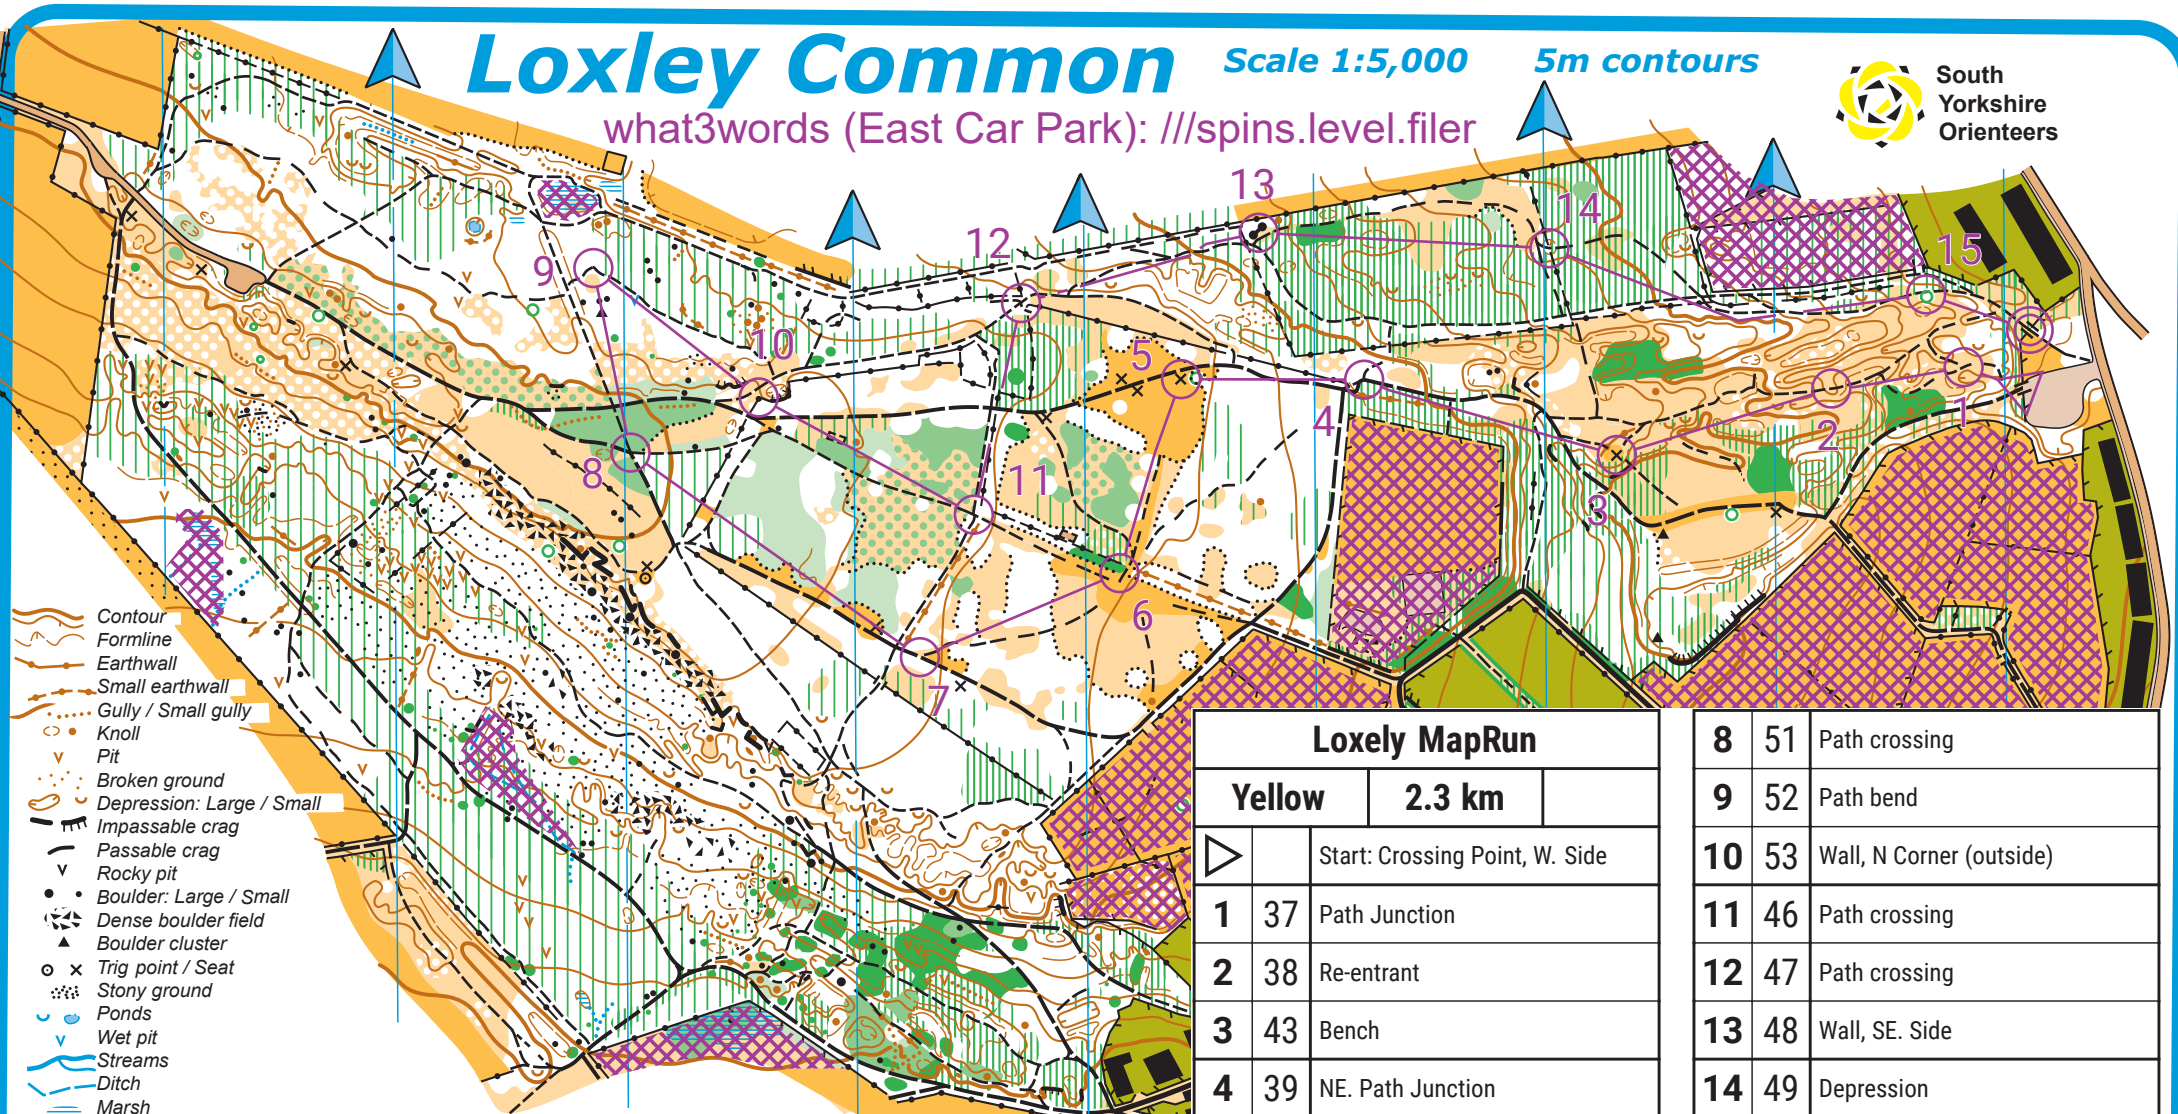 Loxley Common
Scale 1:5,000 5m contours
South
Yorkshire
Orienteers
what3words (East Car Park): ///spins.level.filer
13
14
12
15
9
10
5
4
1
2
8
11
3
6
7
Contour
Formline
Earthwall
Small earthwall
Gully / Small gully
Knoll
Pit
Broken ground
Depression: Large / Small
Impassable crag
Passable crag
Rocky pit
Boulder: Large / Small
Dense boulder field
Boulder cluster
Trig point / Seat
Stony ground
Ponds
Wet pit
Streams
Ditch
Marsh
Loxely MapRun
Yellow 2.3 km
Start: Crossing Point, W. Side
1 37 Path Junction
2 38 Re-entrant
3 43 Bench
4 39 NE. Path Junction
8 51 Path crossing
9 52 Path bend
10 53 Wall, N Corner (outside)
11 46 Path crossing
12 47 Path crossing
13 48 Wall, SE. Side
14 49 Depression